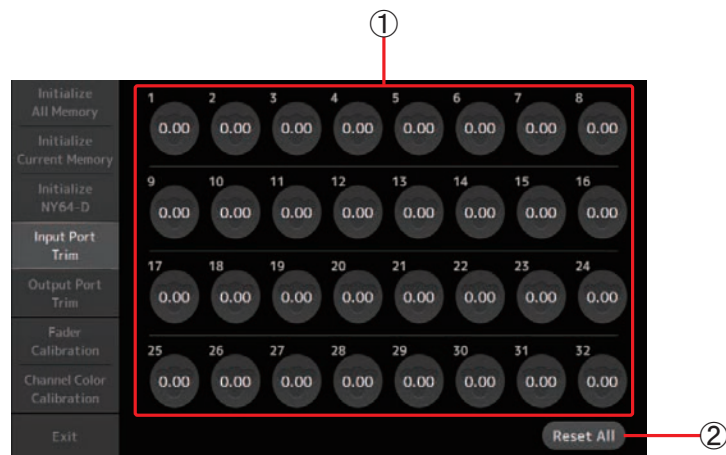 ①
Initialize
All Memory
Initialize
Current Memory
Initialize
NY64-D
Input Port
Trim
Output Port
Trim
Fader
Calibration
Channel Color
Calibration
Exit
1 2 3 4 5 6 7 8
0.00 0.00 0.00 0.00 0.00 0.00 0.00 0.00
9 10 11 12 13 14 15 16
0.00 0.00 0.00 0.00 0.00 0.00 0.00 0.00
17 18 19 20 21 22 23 24
0.00 0.00 0.00 0.00 0.00 0.00 0.00 0.00
25 26 27 28 29 30 31 32
0.00 0.00 0.00 0.00 0.00 0.00 0.00 0.00
Reset All
②